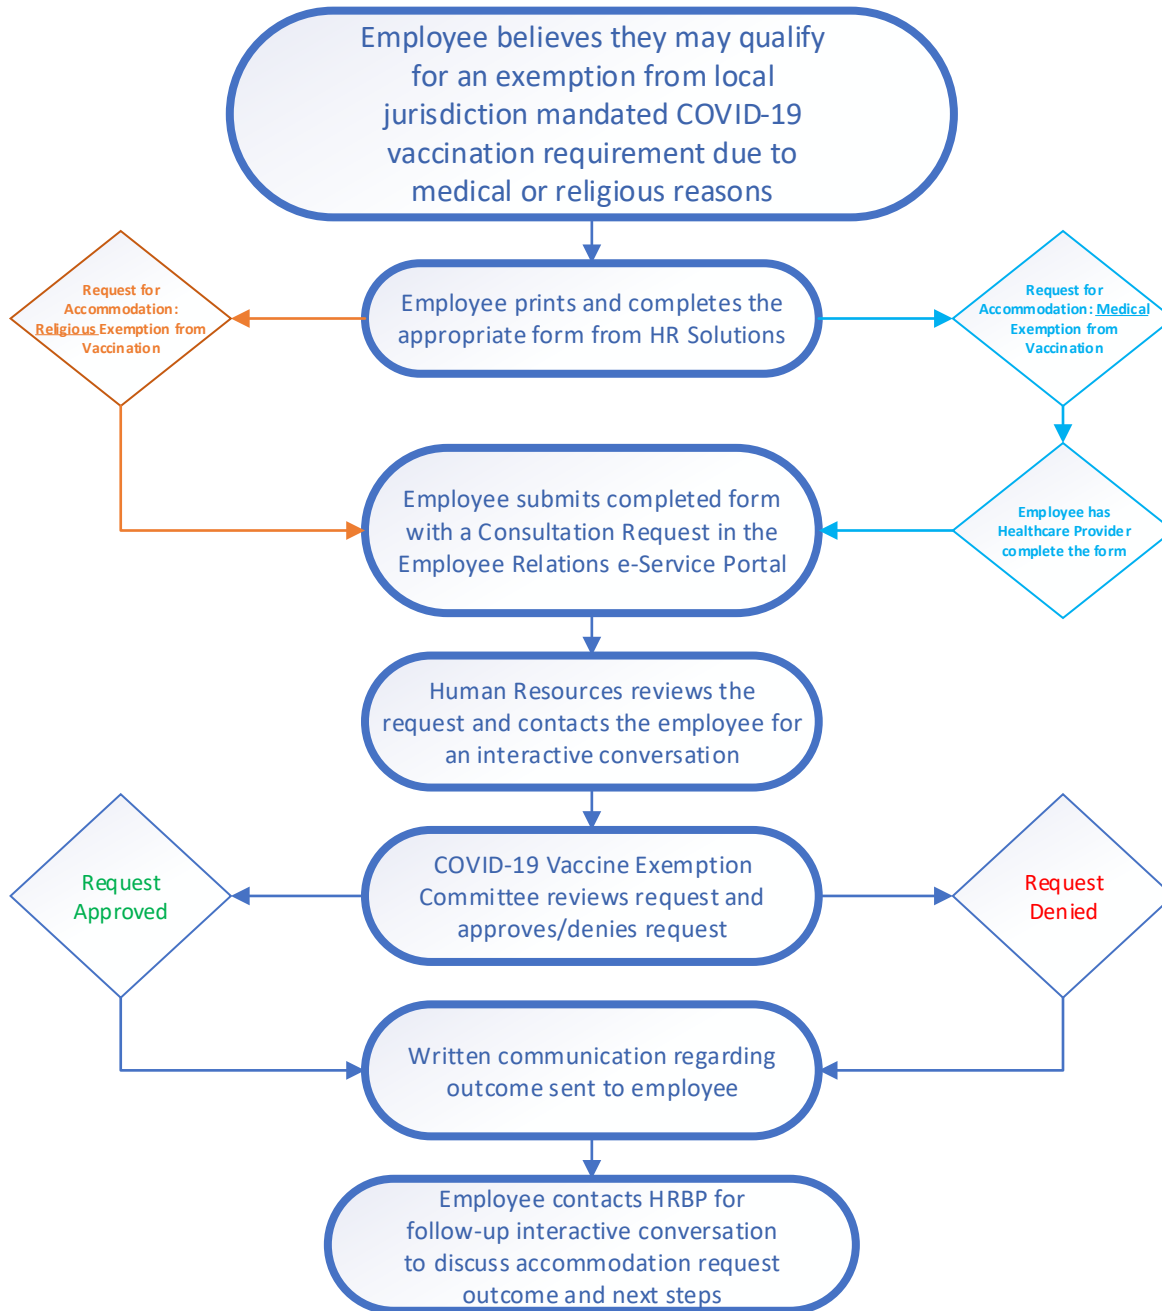 Employee believes they may qualify
for an exemption from local
jurisdiction mandated COVID-19
vaccination requirement due to
medical or religious reasons
Request for
Accommodation:
Religious Exemption from
Vaccination
Employee prints and completes the
appropriate form from HR Solutions
Request for
Accommodation: Medical
Exemption from
Vaccination
Employee submits completed form
with a Consultation Request in the
Employee Relations e-Service Portal
Employee has
Healthcare Provider
complete the form
Human Resources reviews the
request and contacts the employee for
an interactive conversation
Request
Approved
COVID-19 Vaccine Exemption
Committee reviews request and
approves/denies request
Request
Denied
Written communication regarding
outcome sent to employee
Employee contacts HRBP for
follow-up interactive conversation
to discuss accommodation request
outcome and next steps